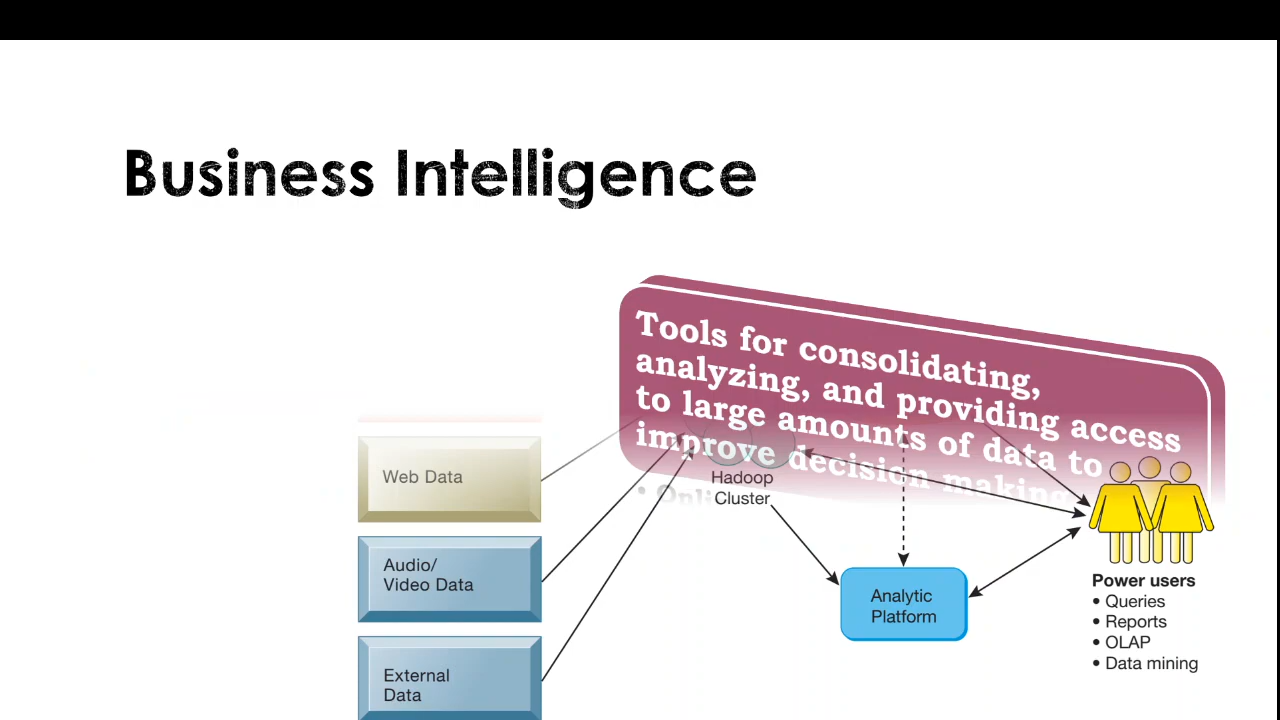 Business Intelligence
Tools for consolidating,
analyzing, and providing access
to large amounts of data to
improve decision making
Web Data
Hadoop
Cluster
Audio/
Video Data
Analytic
Platform
Power users
• Queries
• Reports
• OLAP
• Data mining
External
Data